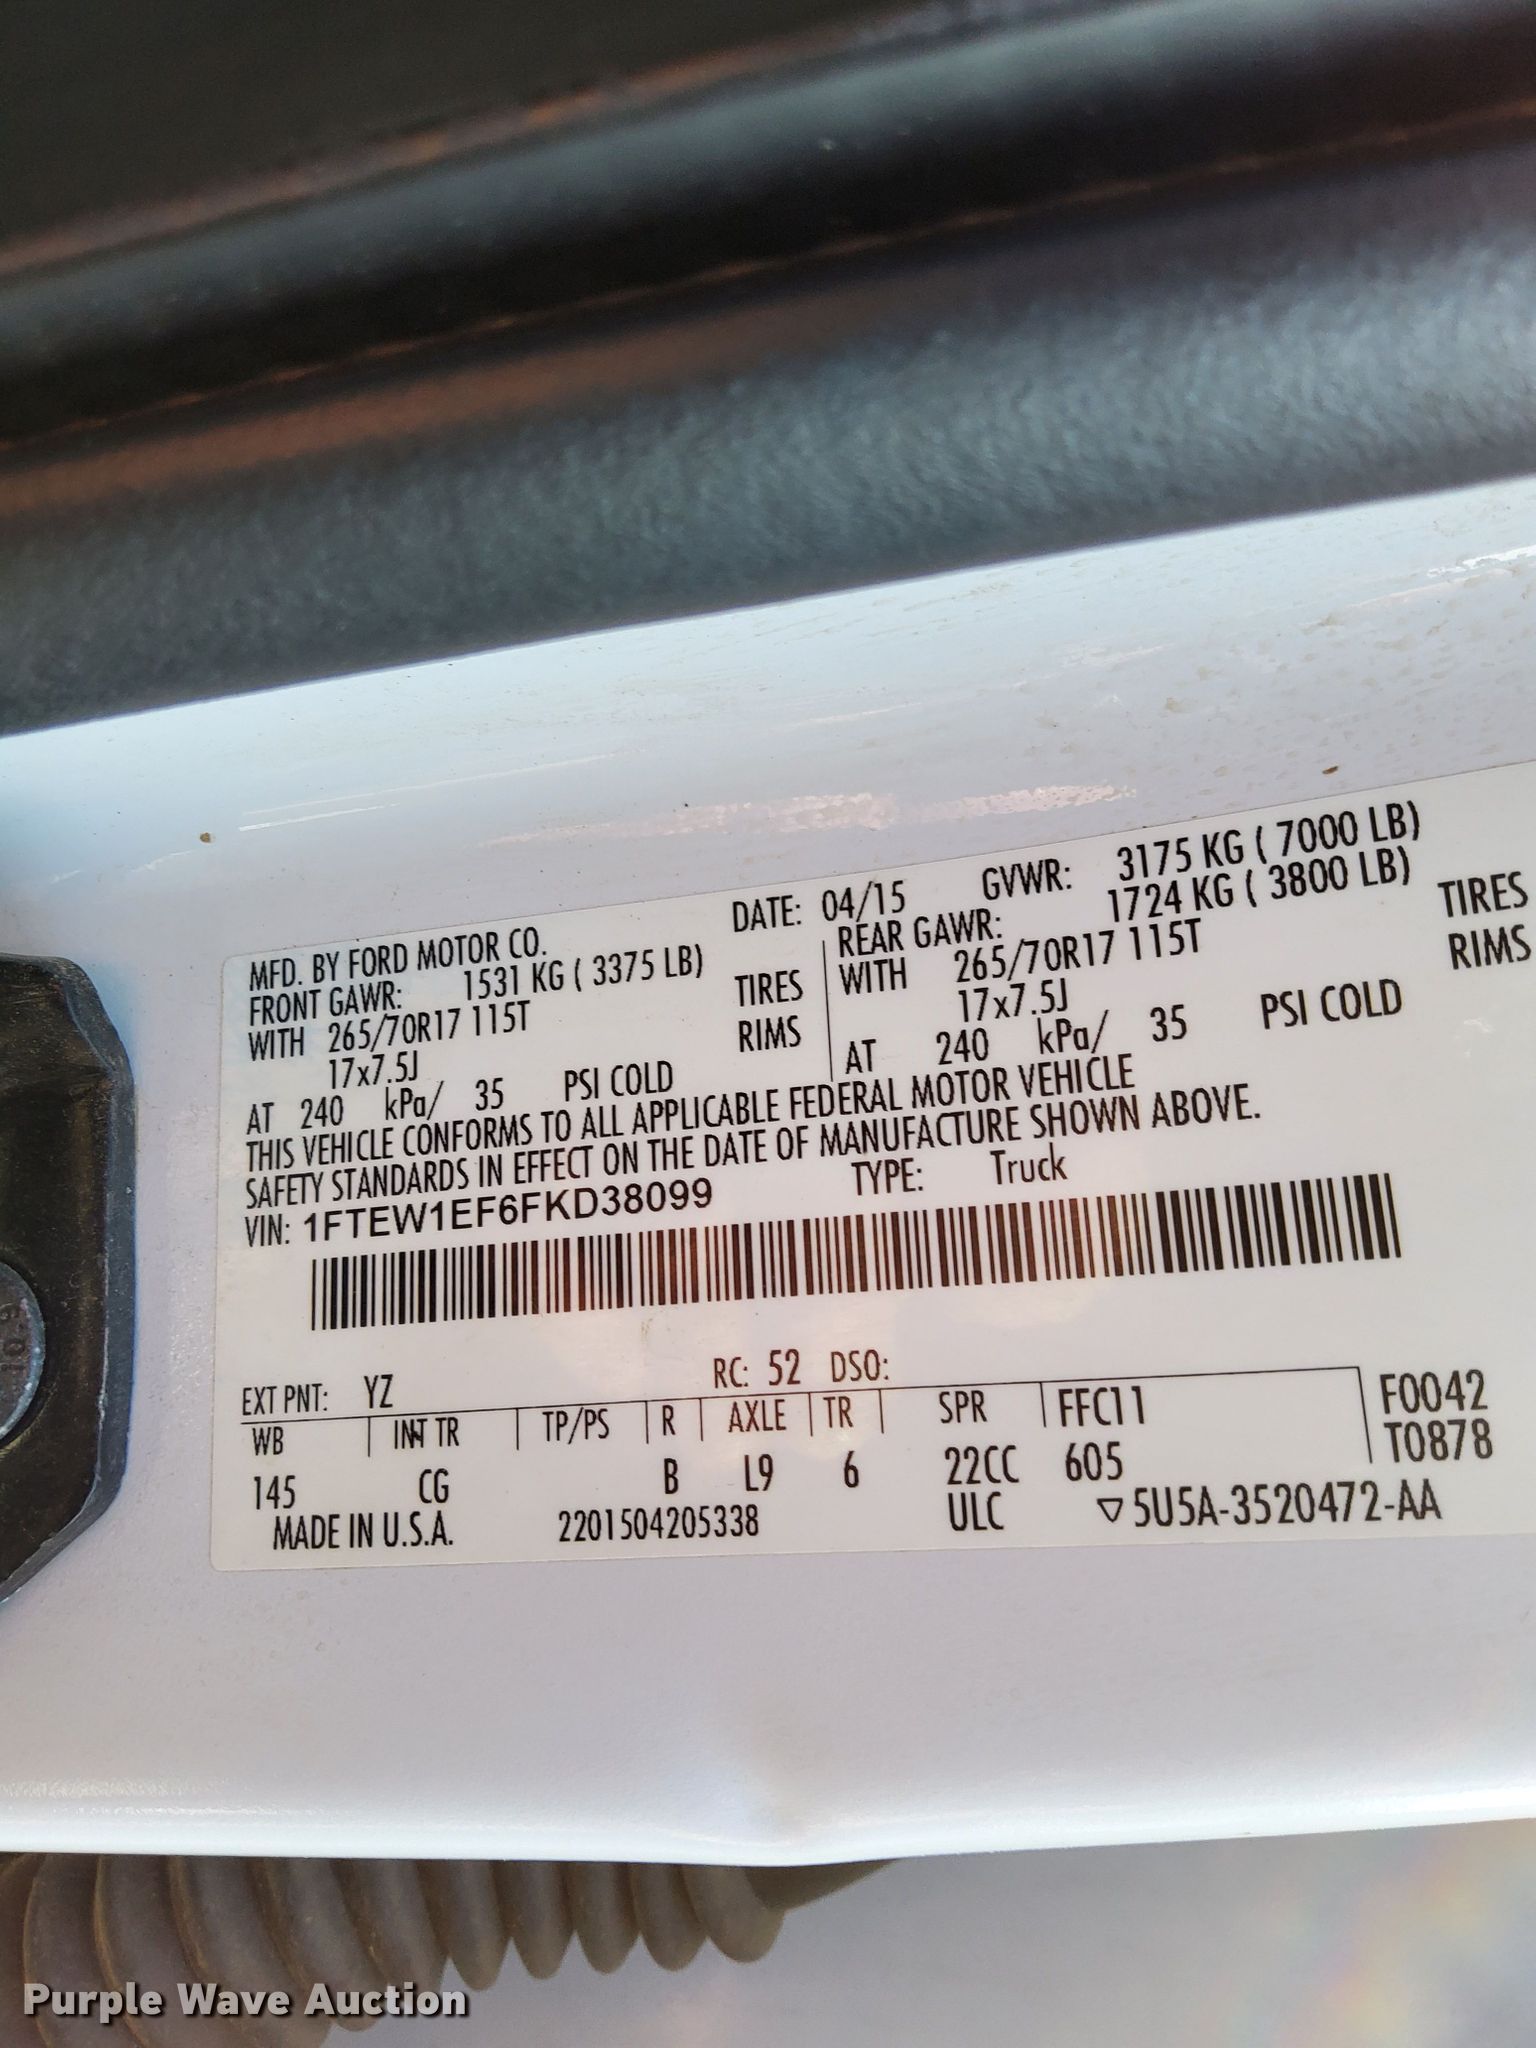 MFD. BY FORD MOTOR CO. DATE: 04/15 GVWR: 3175 KG ( 7000 LB)
FRONT GAWR: 1531 KG ( 3375 LB) REAR GAWR: 1724 KG ( 3800 LB)
WITH 265/70R17 115T TIRES WITH 265/70R17 115T TIRES
17x7.5J RIMS 17x7.5J RIMS
AT 240 kPa/ 35 PSI COLD AT 240 kPa/ 35 PSI COLD
THIS VEHICLE CONFORMS TO ALL APPLICABLE FEDERAL MOTOR VEHICLE
SAFETY STANDARDS IN EFFECT ON THE DATE OF MANUFACTURE SHOWN ABOVE.
VIN: 1FTEW1EF6FKD38099 TYPE: Truck
EXT PNT: YZ RC: 52 DSO:
WB INT TR TP/PS R AXLE TR SPR FFC11 F0042
145 CG B L9 6 22CC 605 T0878
MADE IN U.S.A. 2201504205338 ULC ▽5U5A-3520472-AA
10.9
Purple Wave Auction